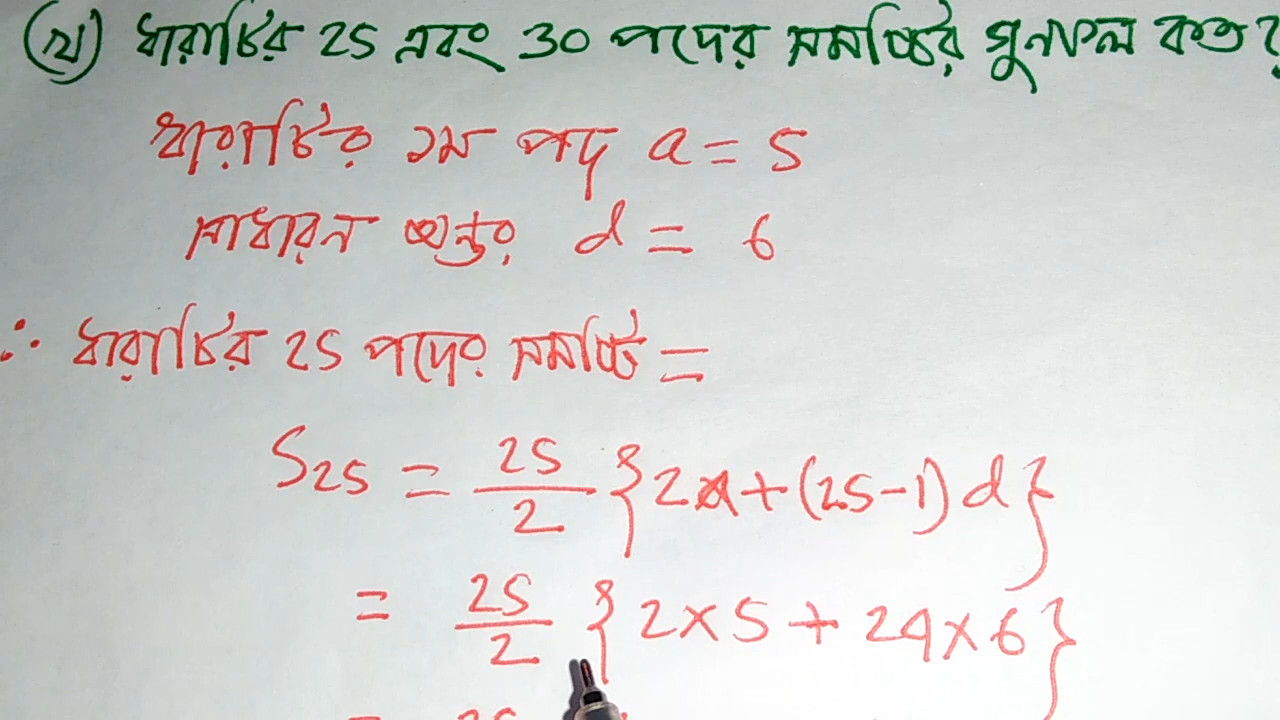 (খ) ধারাটির 25 এবং 30 পদের সমষ্টির গুনফল কত?
ধারাটির ১ম পদ a = 5
সাধারন অন্তর d = 6
∴ ধারাটির 25 পদের সমষ্টি =
S25 = 25/2 {2a + (25-1) d}
= 25/2 {2×5 + 24×6}
= 25